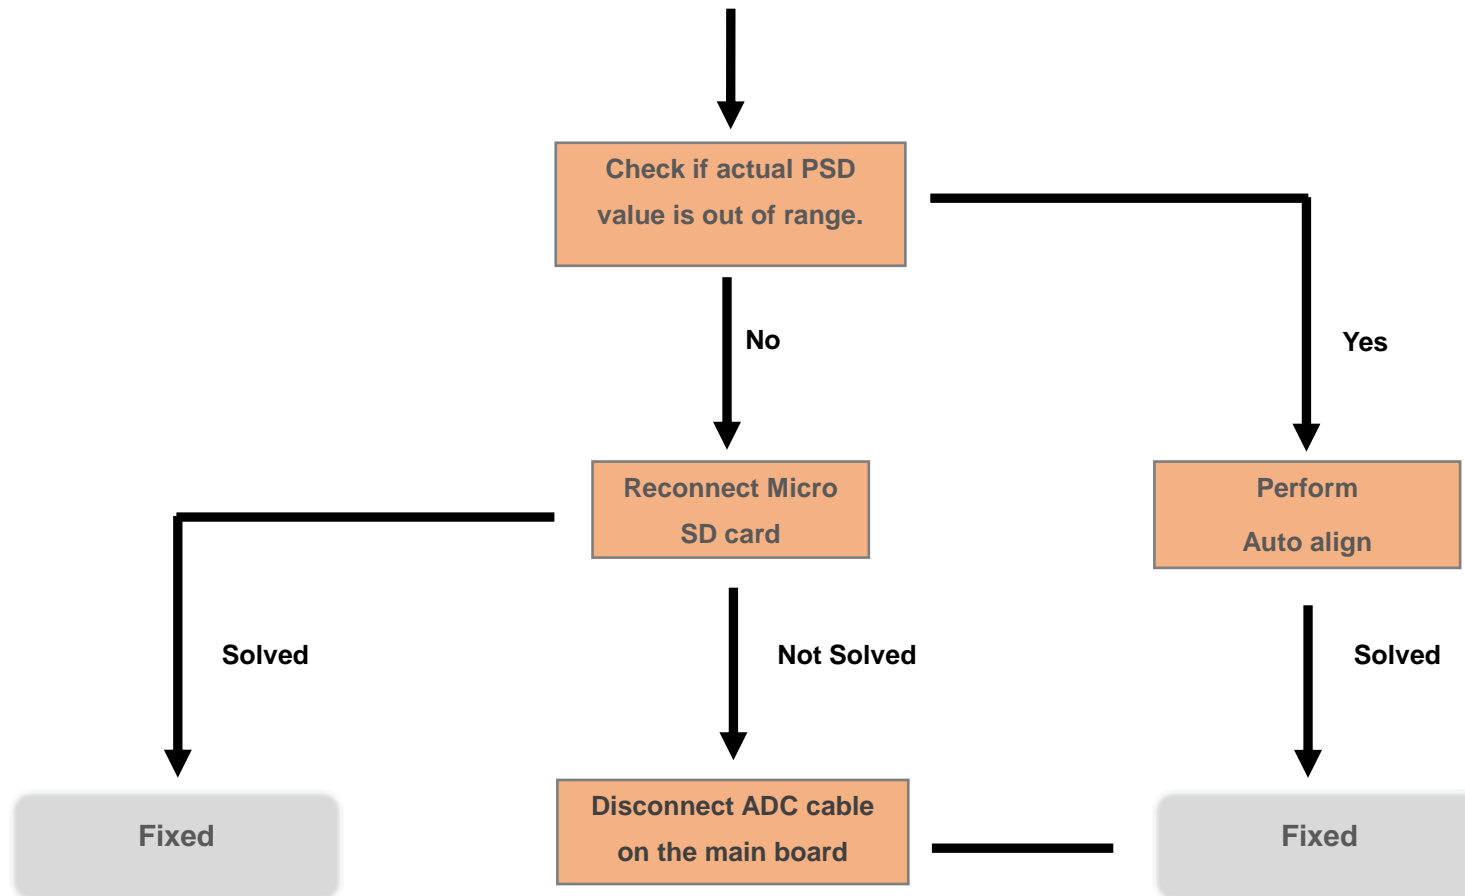 Check if actual PSD
value is out of range.
No
Yes
Reconnect Micro
SD card
Perform
Auto align
Solved
Not Solved
Solved
Fixed
Disconnect ADC cable
on the main board
Fixed